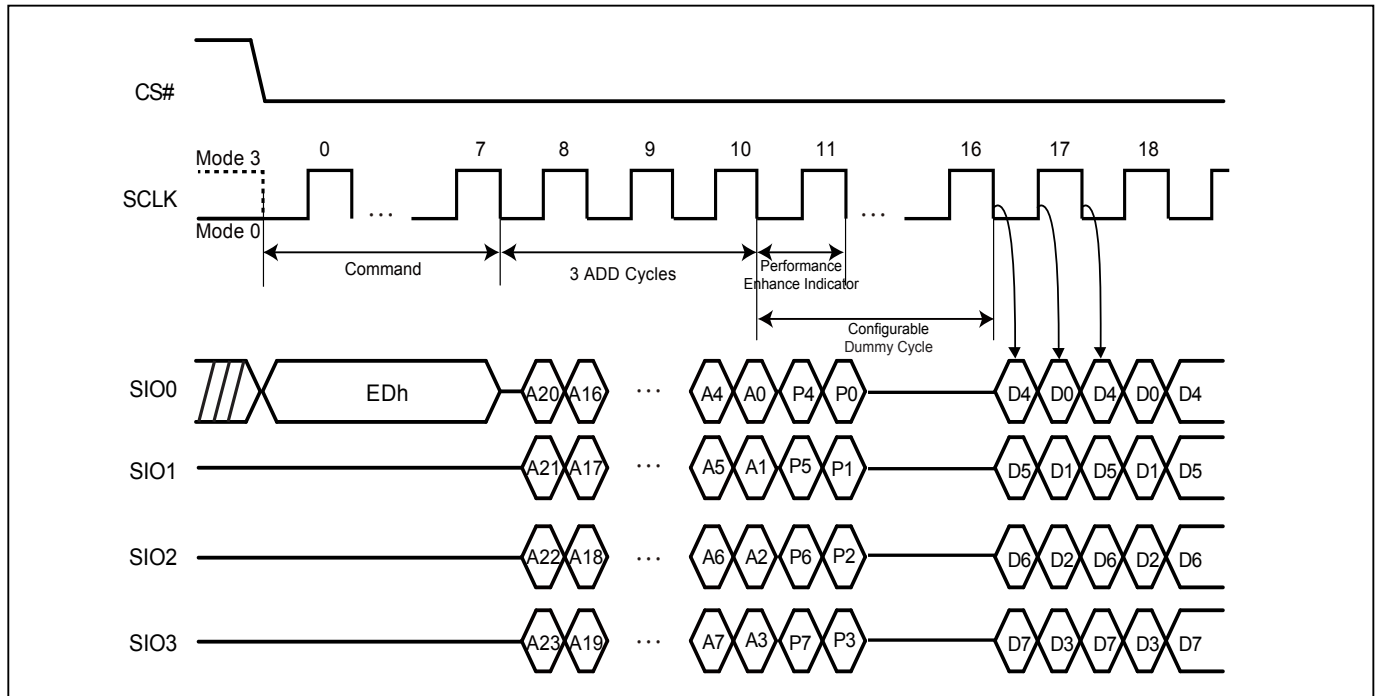 CS#
0 7 8 9 10 11 16 17 18
Mode 3
SCLK
...
...
Mode 0
Command
3 ADD Cycles
Performance
Enhance Indicator
Configurable
Dummy Cycle
SIO0 EDh A20 A16 ... A4 A0 P4 P0 D4 D0 D4 D0 D4
SIO1 A21 A17 ... A5 A1 P5 P1 D5 D1 D5 D1 D5
SIO2 A22 A18 ... A6 A2 P6 P2 D6 D2 D6 D2 D6
SIO3 A23 A19 ... A7 A3 P7 P3 D7 D3 D7 D3 D7